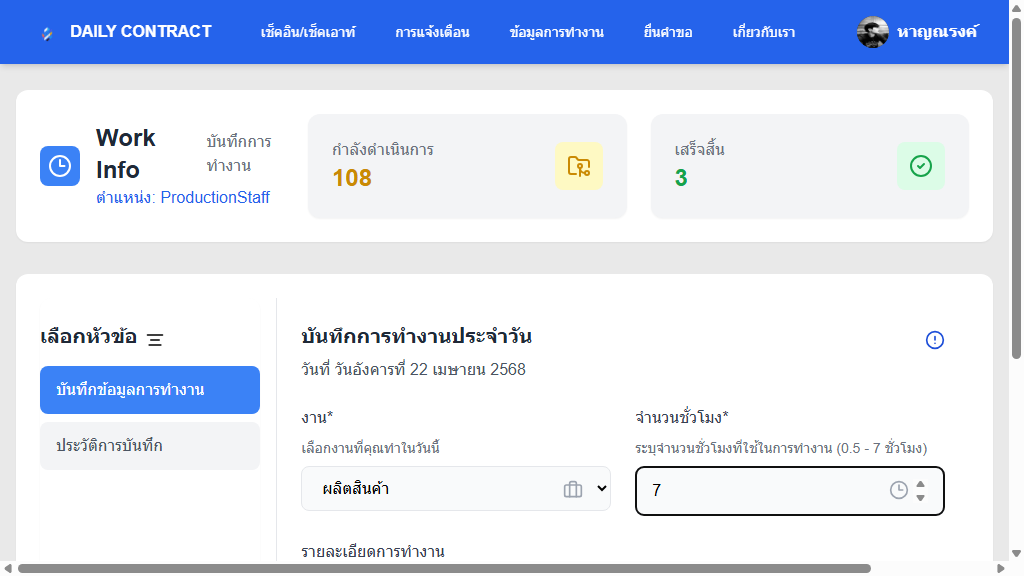 DAILY CONTRACT
เช็คอิน/เช็คเอาท์
การแจ้งเตือน
ข้อมูลการทำงาน
ยื่นคำขอ
เกี่ยวกับเรา
หาญณรงค์
Work
Info
บันทึกการ
ทำงาน
ตำแหน่ง: ProductionStaff
กำลังดำเนินการ
108
เสร็จสิ้น
3
เลือกหัวข้อ
บันทึกข้อมูลการทำงาน
ประวัติการบันทึก
บันทึกการทำงานประจำวัน
วันที่ วันอังคารที่ 22 เมษายน 2568
งาน*
เลือกงานที่คุณทำในวันนี้
ผลิตสินค้า
จำนวนชั่วโมง*
ระบุจำนวนชั่วโมงที่ใช้ในการทำงาน (0.5 - 7 ชั่วโมง)
7
รายละเอียดการทำงาน